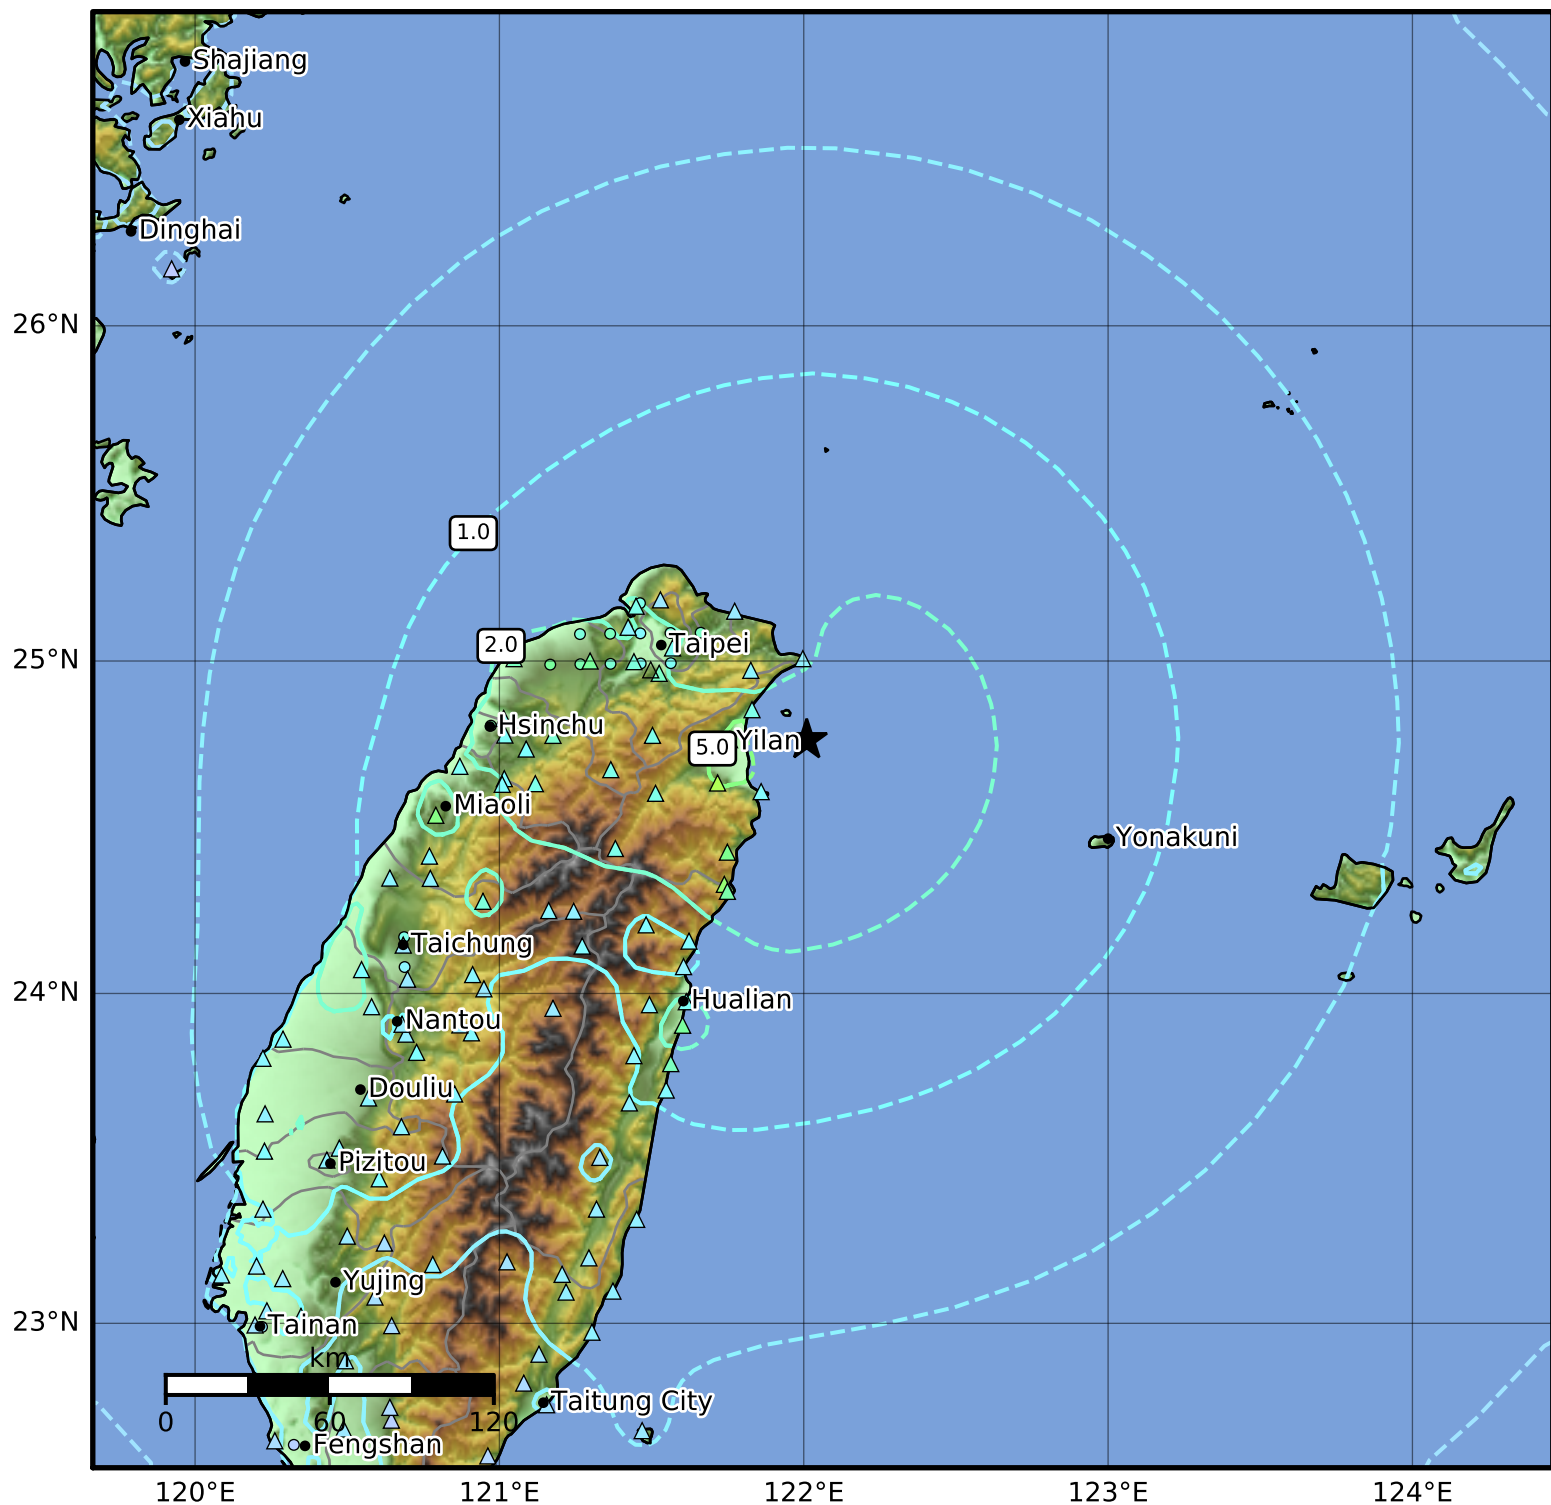 Shajiang
Xiahu
Dinghai
26°N
1.0
2.0
Taipei
25°N
Hsinchu
5.0
Yilan
Miaoli
Yonakuni
Taichung
24°N
Hualian
Nantou
Douliu
Pizitou
Yujing
23°N
Tainan
km
0
60
120
Taitung City
Fengshan
120°E
121°E
122°E
123°E
124°E